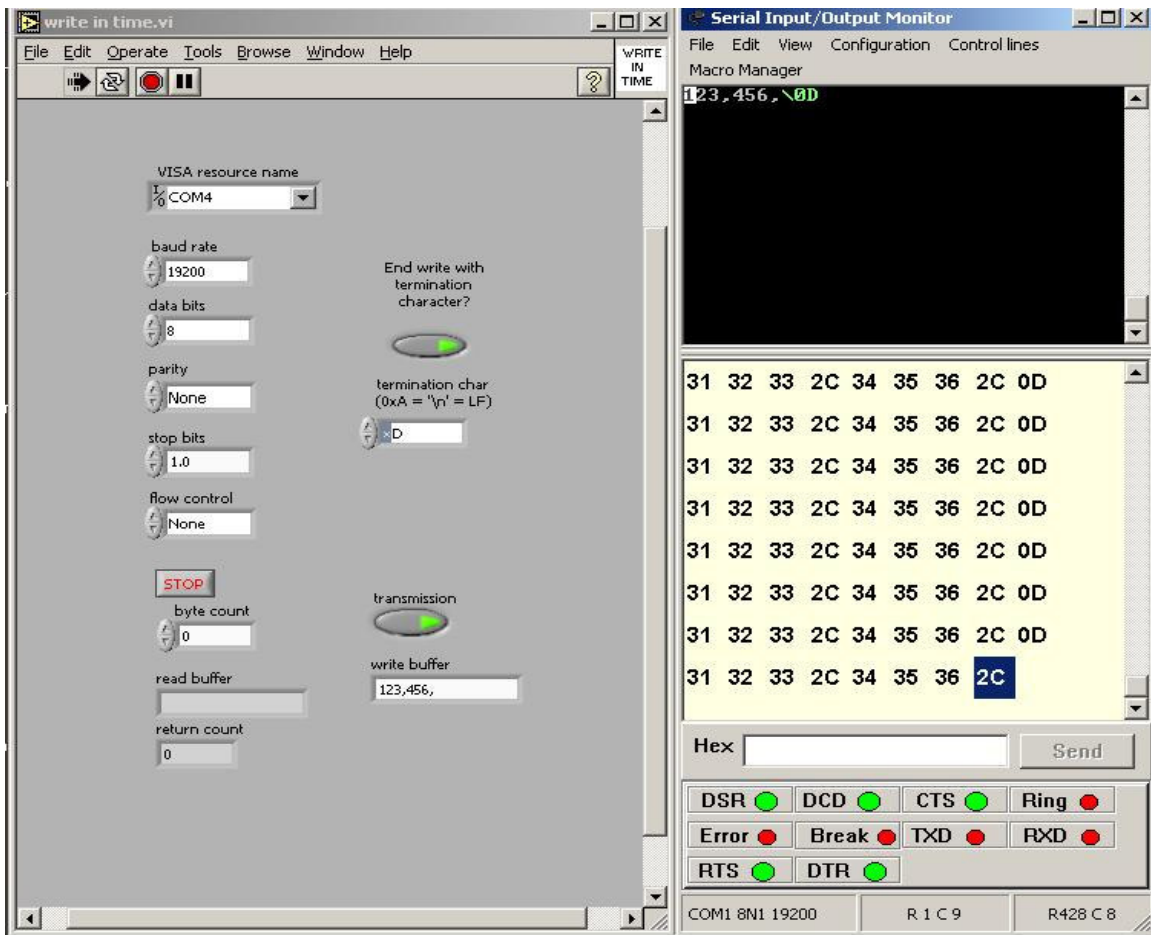 write in time.vi
File Edit Operate Tools Browse Window Help
WRITE
IN
TIME
VISA resource name
I/O COM4
baud rate
19200
End write with
termination
character?
data bits
8
parity
None
termination char
(0xA = '\n' = LF)
xD
stop bits
1.0
flow control
None
STOP
byte count
0
transmission
read buffer
write buffer
123,456,
return count
0
Serial Input/Output Monitor
File Edit View Configuration Control lines
Macro Manager
123,456,\0D
31 32 33 2C 34 35 36 2C 0D
31 32 33 2C 34 35 36 2C 0D
31 32 33 2C 34 35 36 2C 0D
31 32 33 2C 34 35 36 2C 0D
31 32 33 2C 34 35 36 2C 0D
31 32 33 2C 34 35 36 2C 0D
31 32 33 2C 34 35 36 2C 0D
31 32 33 2C 34 35 36 2C
Hex Send
DSR DCD CTS Ring
Error Break TXD RXD
RTS DTR
COM1 8N1 19200 R 1 C 9 R428 C 8